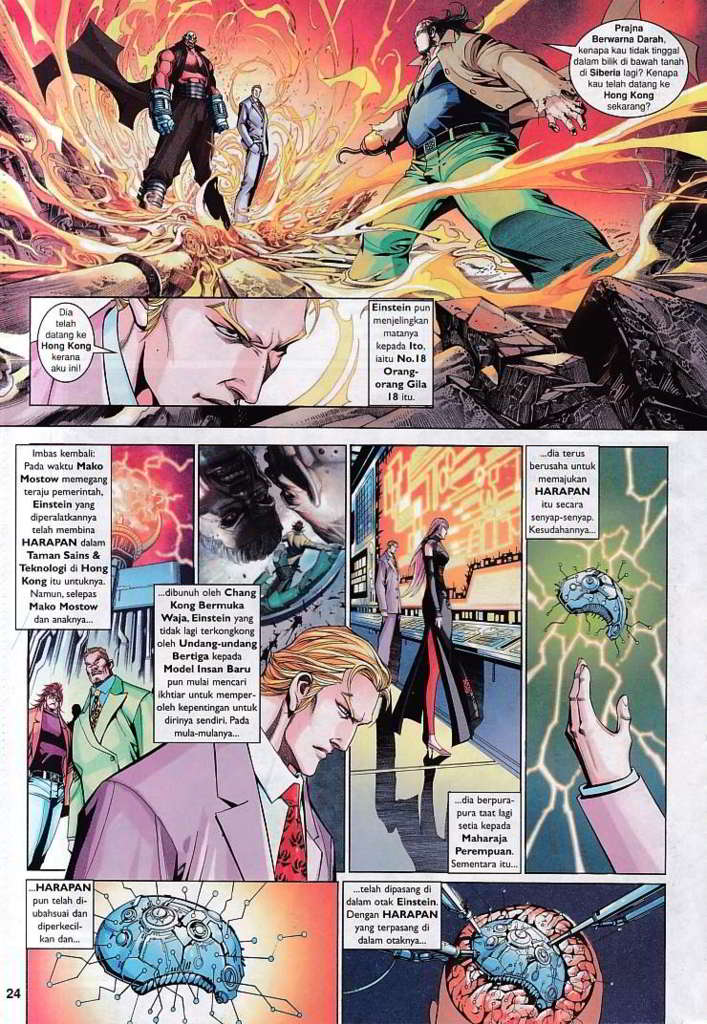 Prajna
Berwarna Darah,
kenapa kau tidak tinggal
dalam bilik di bawah tanah
di Siberia lagi? Kenapa
kau telah datang ke
Hong Kong
sekarang?
Dia
telah
datang ke
Hong Kong
kerana
aku ini!
Einstein pun
menjelingkan
matanya
kepada Ito,
iaitu No.18
Orang-
orang Gila
18 itu.
Imbas kembali:
Pada waktu Mako
Mostow memegang
teraju pemerintah,
Einstein yang
diperalatkannya
telah membina
HARAPAN dalam
Taman Sains &
Teknologi di Hong
Kong itu untuknya.
Namun, selepas
Mako Mostow
dan anaknya...
...dibunuh oleh Chang
Kong Bermuka
Waja, Einstein yang
tidak lagi terkongkong
oleh Undang-undang
Bertiga kepada
Model Insan Baru
pun mulai mencari
ikhtiar untuk memper-
oleh kepentingan untuk
dirinya sendiri. Pada
mula-mulanya...
...dia berpura-
pura taat lagi
setia kepada
Maharaja
Perempuan.
Sementara itu...
...dia terus
berusaha untuk
memajukan
HARAPAN
itu secara
senyap-senyap.
Kesudahannya...
...HARAPAN
pun telah di-
ubahsuai dan
diperkecil-
kan dan...
...telah dipasang di
dalam otak Einstein.
Dengan HARAPAN
yang terpasang di
dalam otaknya...
24